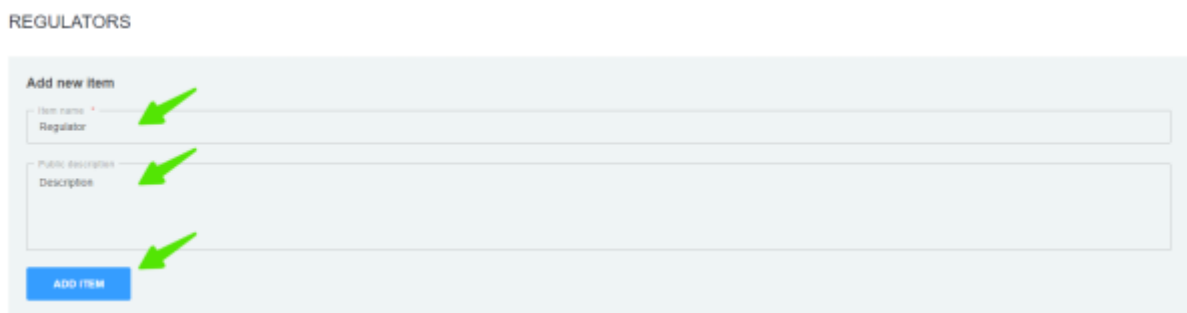 REGULATORS
Add new item
Item name *
Regulator
Public description
Description
ADD ITEM